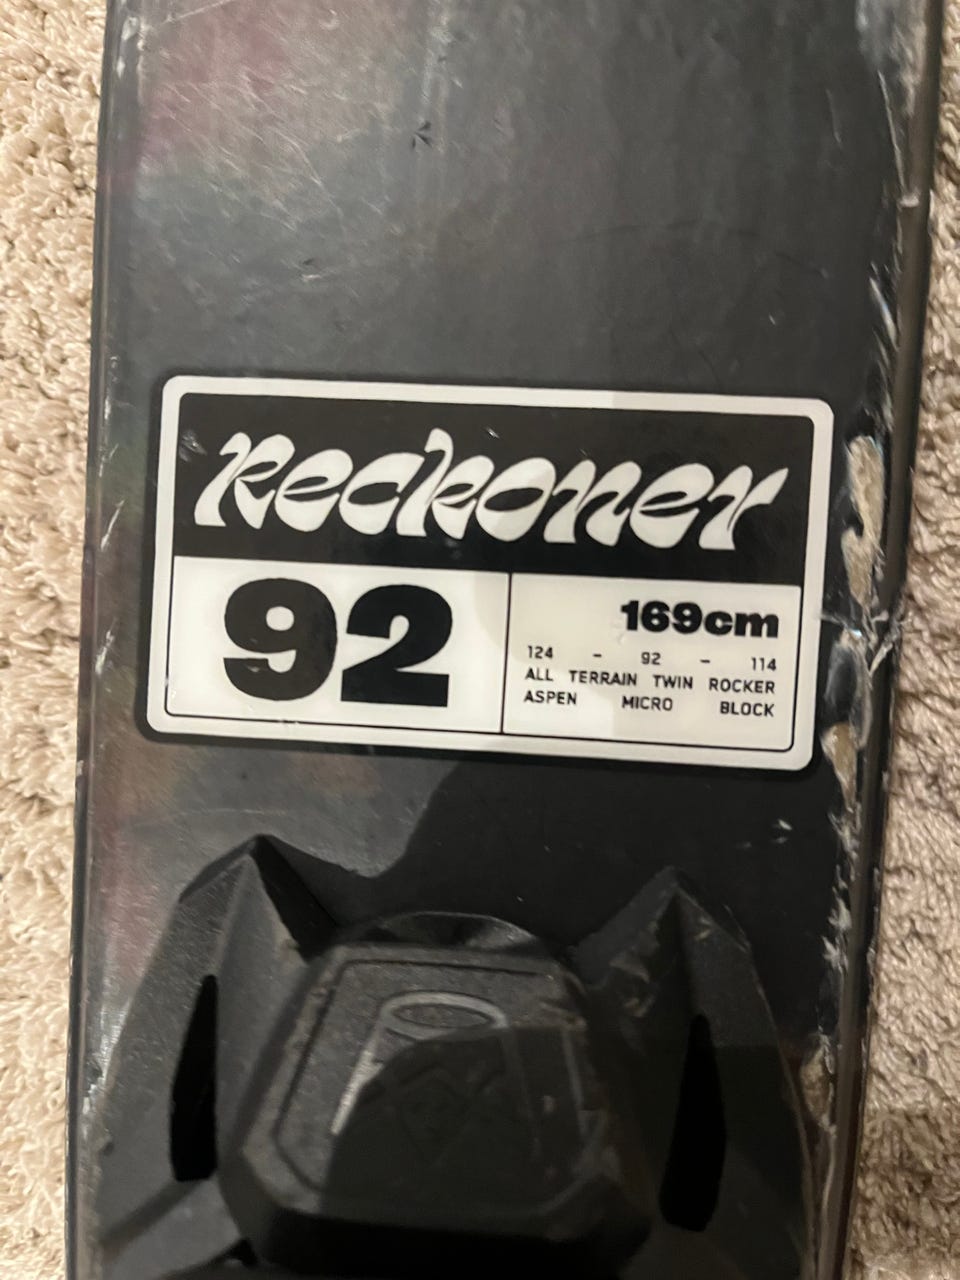 Reckoner
92
169cm
124 - 92 - 114
ALL TERRAIN TWIN ROCKER
ASPEN MICRO BLOCK